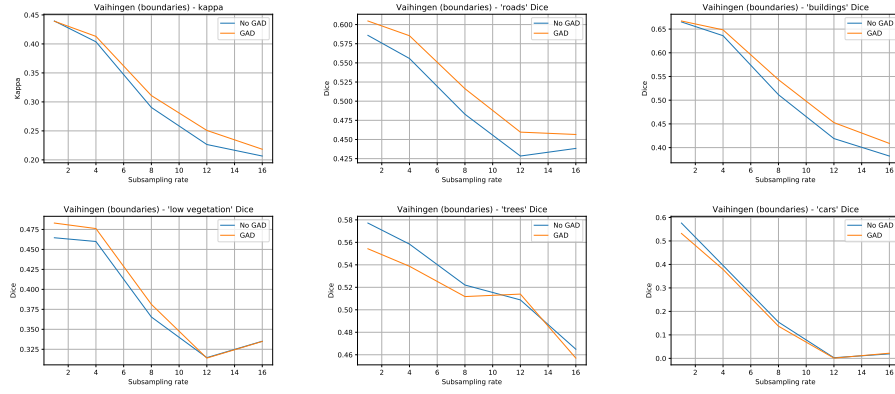 Vaihingen (boundaries) - kappa
No GAD
GAD
Kappa
0.45
0.40
0.35
0.30
0.25
0.20
2 4 6 8 10 12 14 16
Subsampling rate
Vaihingen (boundaries) - 'roads' Dice
No GAD
GAD
Dice
0.600
0.575
0.550
0.525
0.500
0.475
0.450
0.425
2 4 6 8 10 12 14 16
Subsampling rate
Vaihingen (boundaries) - 'buildings' Dice
No GAD
GAD
Dice
0.65
0.60
0.55
0.50
0.45
0.40
2 4 6 8 10 12 14 16
Subsampling rate
Vaihingen (boundaries) - 'low vegetation' Dice
No GAD
GAD
Dice
0.475
0.450
0.425
0.400
0.375
0.350
0.325
2 4 6 8 10 12 14 16
Subsampling rate
Vaihingen (boundaries) - 'trees' Dice
No GAD
GAD
Dice
0.58
0.56
0.54
0.52
0.50
0.48
0.46
2 4 6 8 10 12 14 16
Subsampling rate
Vaihingen (boundaries) - 'cars' Dice
No GAD
GAD
Dice
0.6
0.5
0.4
0.3
0.2
0.1
0.0
2 4 6 8 10 12 14 16
Subsampling rate